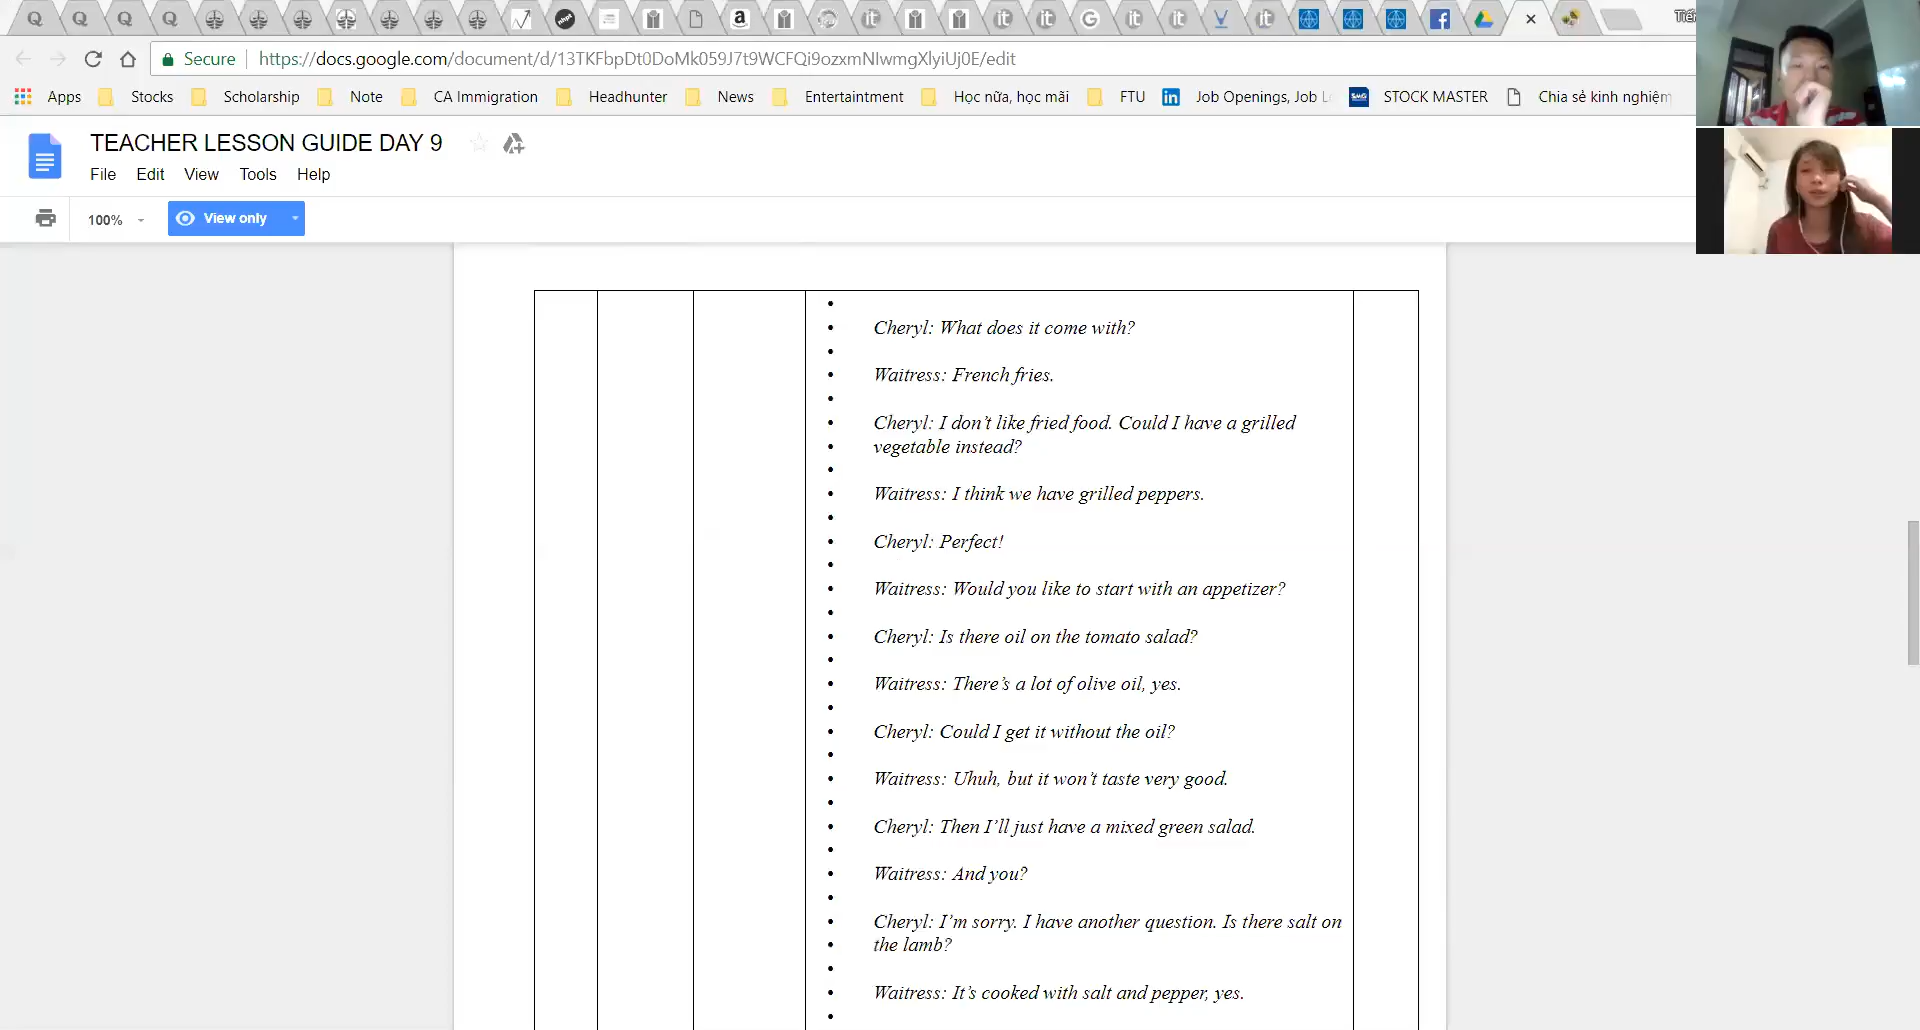 Secure https://docs.google.com/document/d/13TKFbpDt0DoMk059J7t9WCFQi9ozxmNIwmgXlyiUj0E/edit
Apps Stocks Scholarship Note CA Immigration Headhunter News Entertaintment Học nữa, học mãi FTU Job Openings, Job L STOCK MASTER Chia sẻ kinh nghiệm
TEACHER LESSON GUIDE DAY 9
File Edit View Tools Help
100% View only
Cheryl: What does it come with?
Waitress: French fries.
Cheryl: I don't like fried food. Could I have a grilled
vegetable instead?
Waitress: I think we have grilled peppers.
Cheryl: Perfect!
Waitress: Would you like to start with an appetizer?
Cheryl: Is there oil on the tomato salad?
Waitress: There's a lot of olive oil, yes.
Cheryl: Could I get it without the oil?
Waitress: Uhuh, but it won't taste very good.
Cheryl: Then I'll just have a mixed green salad.
Waitress: And you?
Cheryl: I'm sorry. I have another question. Is there salt on
the lamb?
Waitress: It's cooked with salt and pepper, yes.